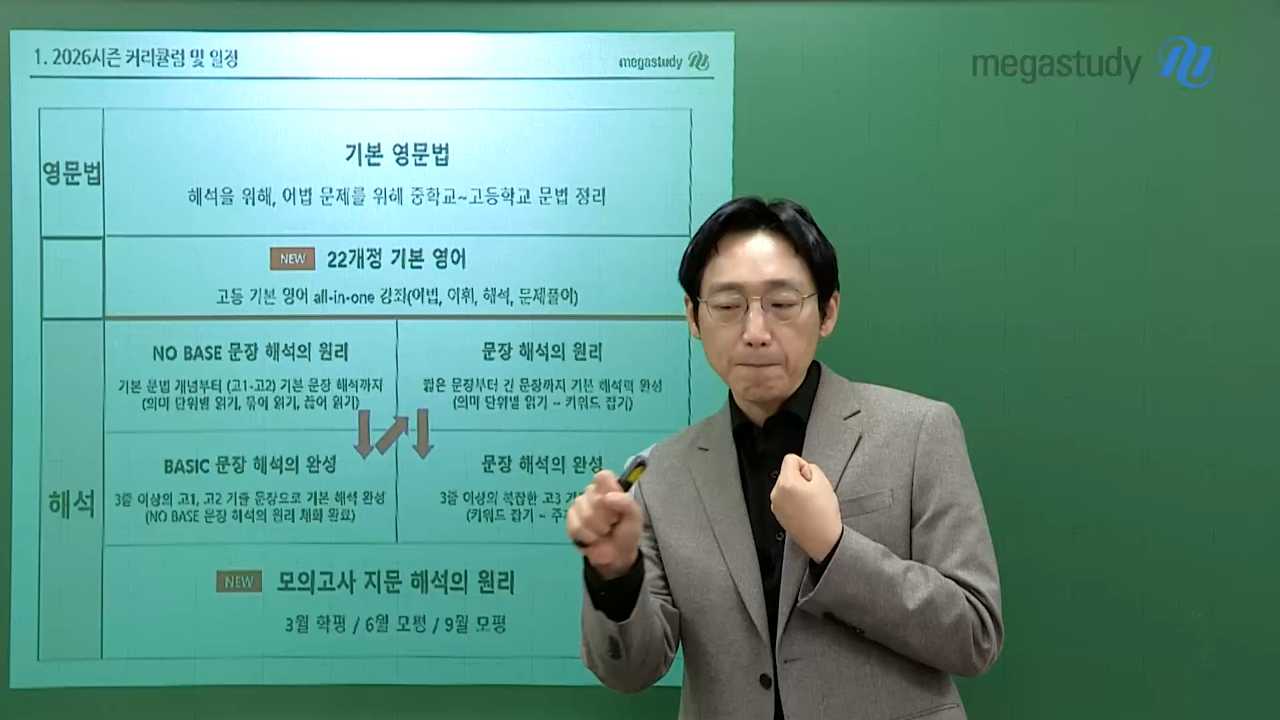 1. 2026시즌 커리큘럼 및 일정
megastudy
megastudy
영문법
기본 영문법
해석을 위해, 어법 문제를 위해 중학교~고등학교 문법 정리
NEW 22개정 기본 영어
고등 기본 영어 all-in-one 강좌(어법, 어휘, 해석, 문제풀이)
해석
NO BASE 문장 해석의 원리
기본 문법 개념부터 (고1-고2) 기본 문장 해석까지
(의미 단위별 읽기, 묶어 읽기, 끊어 읽기)
문장 해석의 원리
짧은 문장부터 긴 문장까지 기본 해석력 완성
(의미 단위별 읽기 ~ 키워드 잡기)
BASIC 문장 해석의 완성
3줄 이상의 고1, 고2 기출 문장으로 기본 해석 완성
(NO BASE 문장 해석의 원리 체화 완료)
문장 해석의 완성
3줄 이상의 복잡한 고3
(키워드 잡기 ~
NEW 모의고사 지문 해석의 원리
3월 학평 / 6월 모평 / 9월 모평